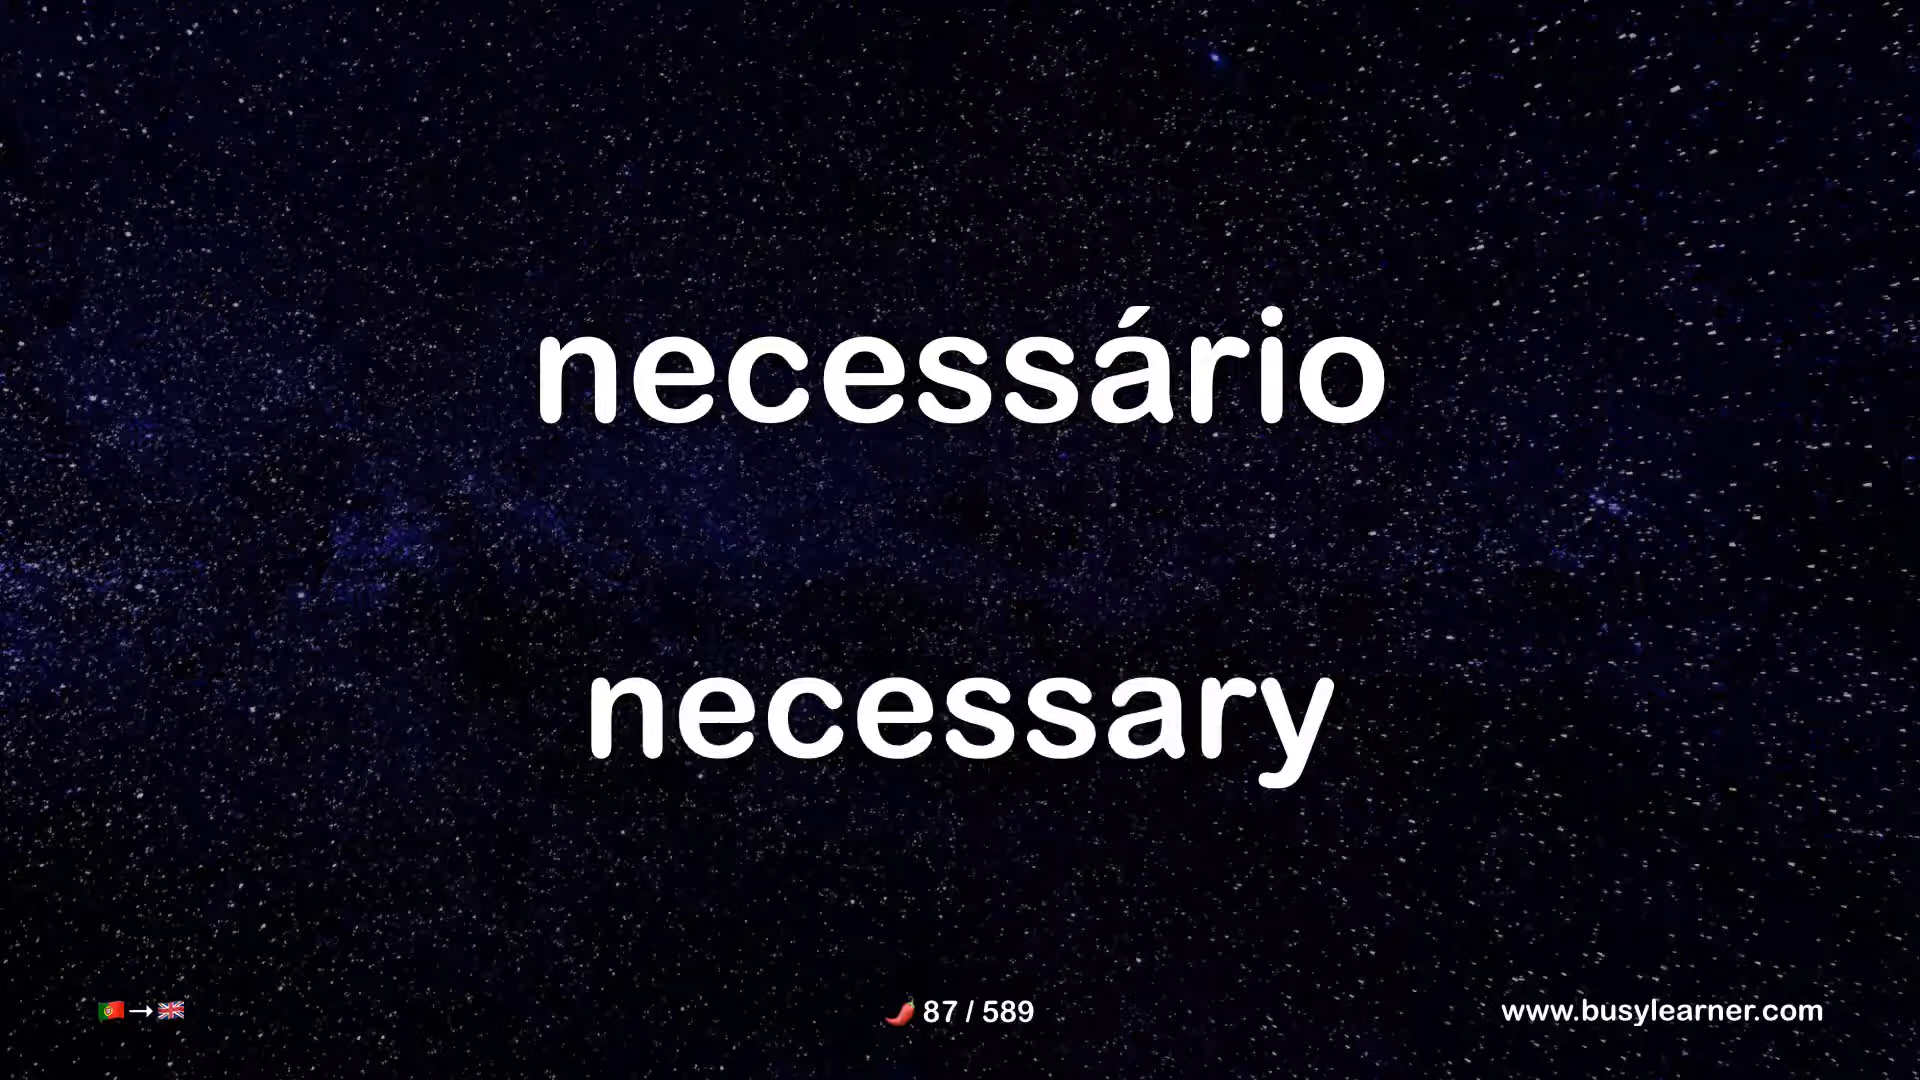 necessário
necessary
🇵🇹→🇬🇧 🌶️ 87 / 589 www.busylearner.com